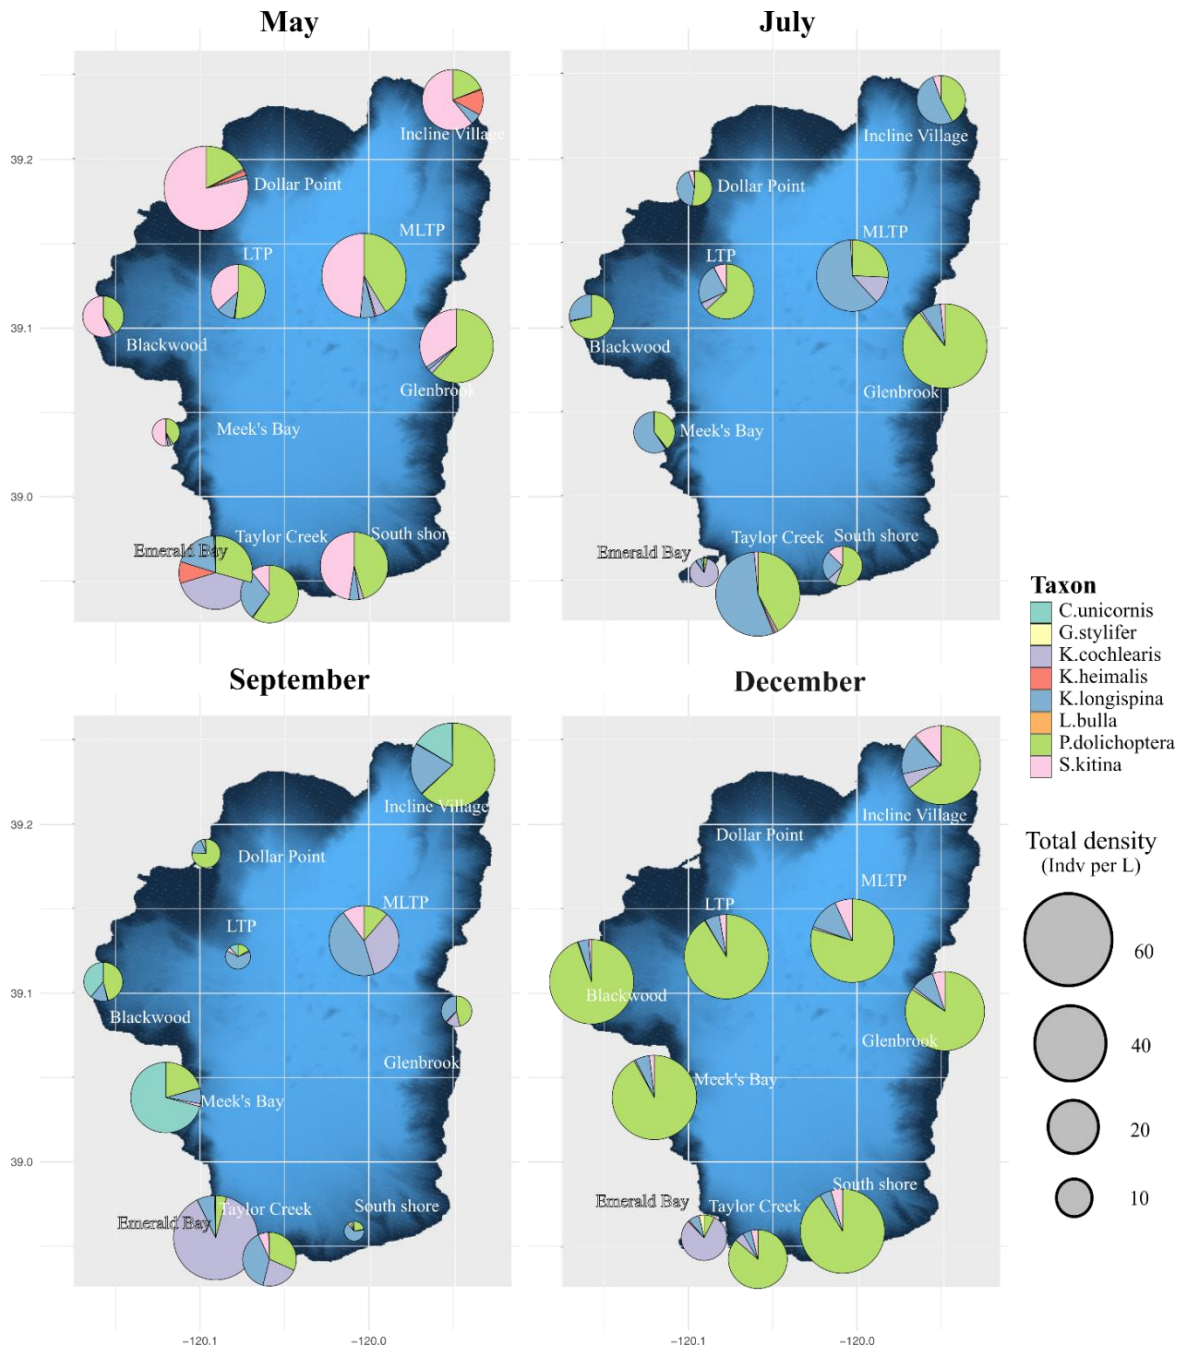 May
July
39.2
39.1
39.0
Incline Village
Dollar Point
MLTP
LTP
Blackwood
Glenbrook
Meek's Bay
Emerald Bay
Taylor Creek
South shore
Incline Village
Dollar Point
MLTP
LTP
Blackwood
Glenbrook
Meek's Bay
Emerald Bay
Taylor Creek
South shore
Taxon
C.unicornis
G.stylifer
K.cochlearis
K.heimalis
K.longispina
L.bulla
P.dolichoptera
S.kitina
September
December
39.2
39.1
39.0
Incline Village
Dollar Point
MLTP
LTP
Blackwood
Glenbrook
Meek's Bay
Emerald Bay
Taylor Creek
South shore
−120.1
−120.0
Incline Village
Dollar Point
MLTP
LTP
Blackwood
Glenbrook
Meek's Bay
Emerald Bay
Taylor Creek
South shore
−120.1
−120.0
Total density
(Indv per L)
60
40
20
10